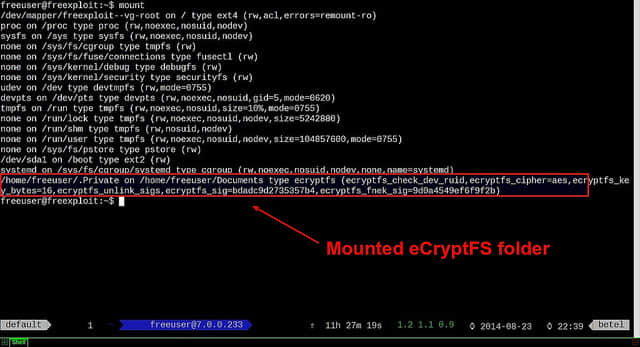 freeuser@freexploit:~$ mount
/dev/mapper/freexploit--vg-root on / type ext4 (rw,acl,errors=remount-ro)
proc on /proc type proc (rw,noexec,nosuid,nodev)
sysfs on /sys type sysfs (rw,noexec,nosuid,nodev)
none on /sys/fs/cgroup type tmpfs (rw)
none on /sys/fs/fuse/connections type fusectl (rw)
none on /sys/kernel/debug type debugfs (rw)
none on /sys/kernel/security type securityfs (rw)
udev on /dev type devtmpfs (rw,mode=0755)
devpts on /dev/pts type devpts (rw,noexec,nosuid,gid=5,mode=0620)
tmpfs on /run type tmpfs (rw,noexec,nosuid,size=10%,mode=0755)
none on /run/lock type tmpfs (rw,noexec,nosuid,nodev,size=5242880)
none on /run/shm type tmpfs (rw,nosuid,nodev)
none on /run/user type tmpfs (rw,noexec,nosuid,nodev,size=104857600,mode=0755)
none on /sys/fs/pstore type pstore (rw)
/dev/sda1 on /boot type ext2 (rw)
systemd on /sys/fs/cgroup/systemd type cgroup (rw,noexec,nosuid,nodev,none,name=systemd)
/home/freeuser/.Private on /home/freeuser/Documents type ecryptfs (ecryptfs_check_dev_ruid,ecryptfs_cipher=aes,ecryptfs_ke
y_bytes=16,ecryptfs_unlink_sigs,ecryptfs_sig=bdadc9d2735357b4,ecryptfs_fnek_sig=9d0a4549ef6f9f2b)
freeuser@freexploit:~$
Mounted eCryptFS folder
default 1 freeuser@7.0.0.233 ↑ 11h 27m 19s 1.2 1.1 0.9 2014-08-23 22:39 betel
Shell